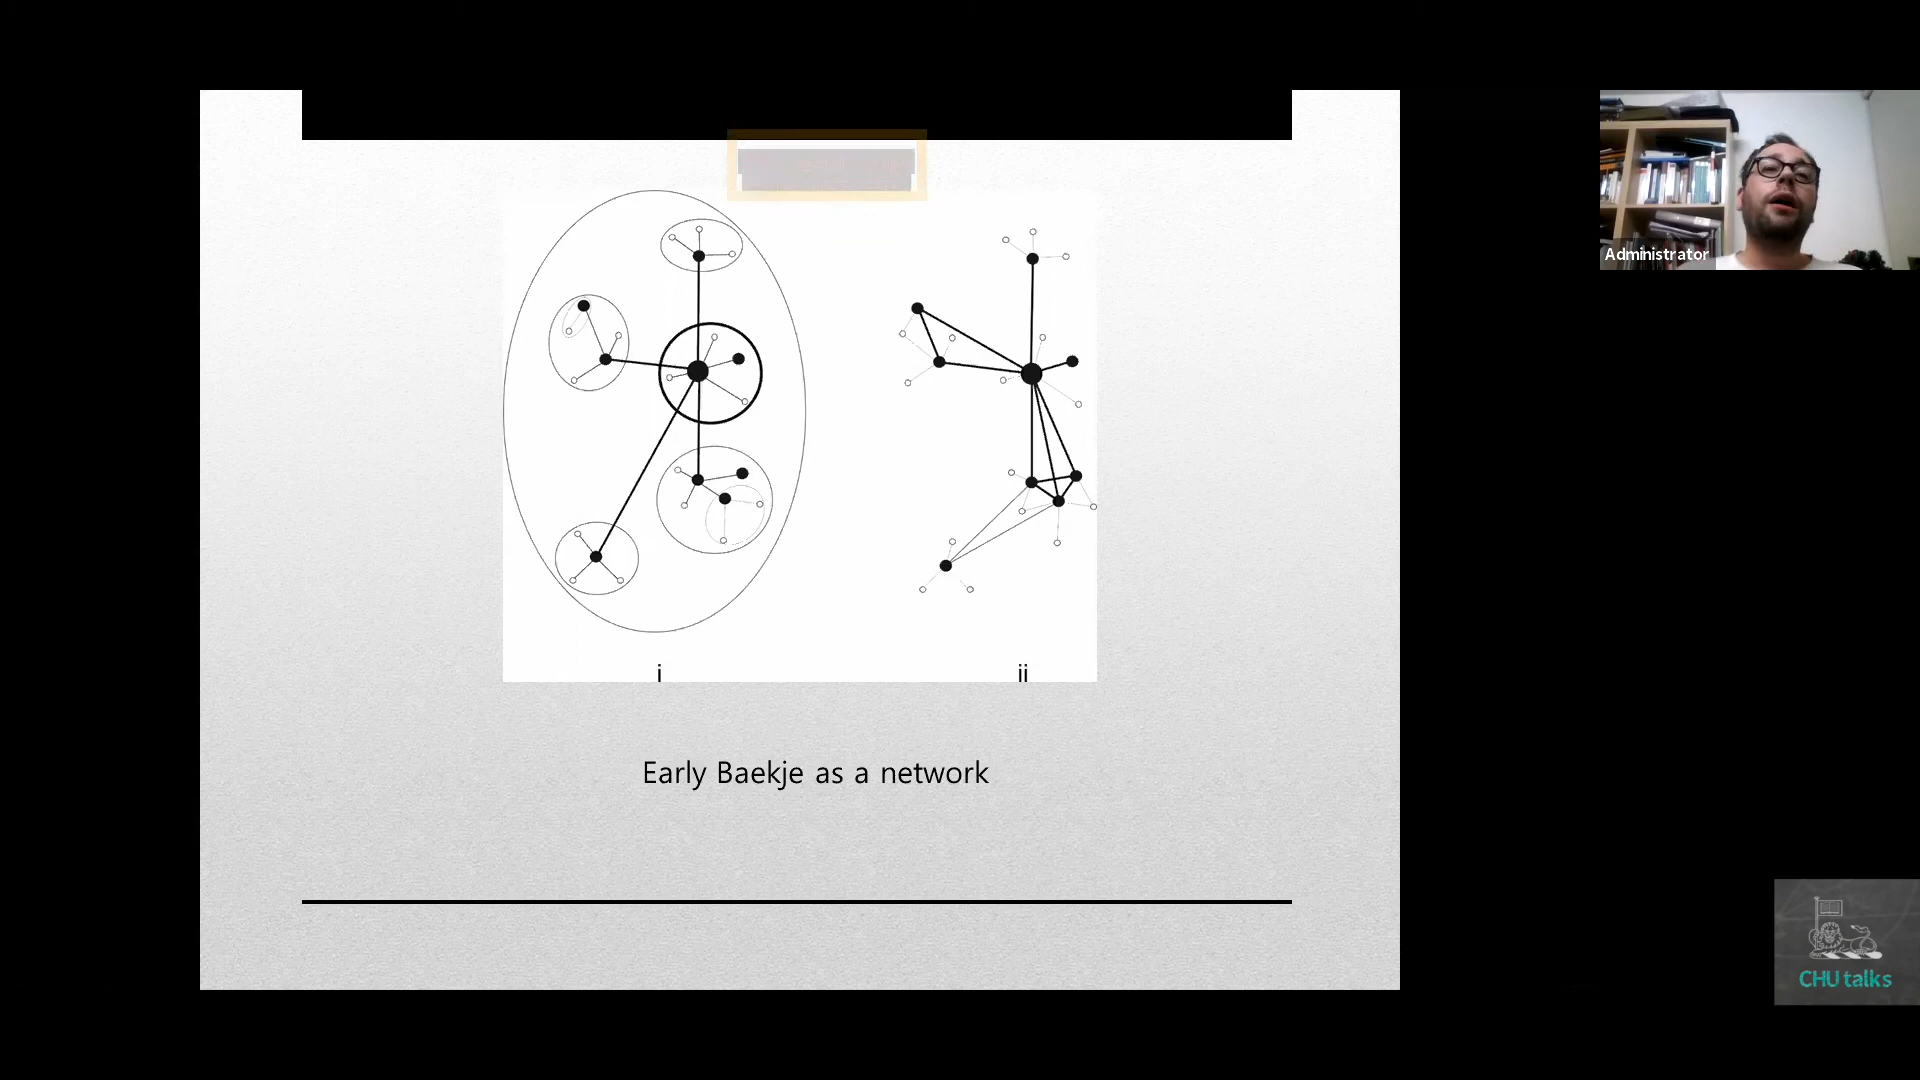 Administrator
i
ii
Early Baekje as a network
CHU talks